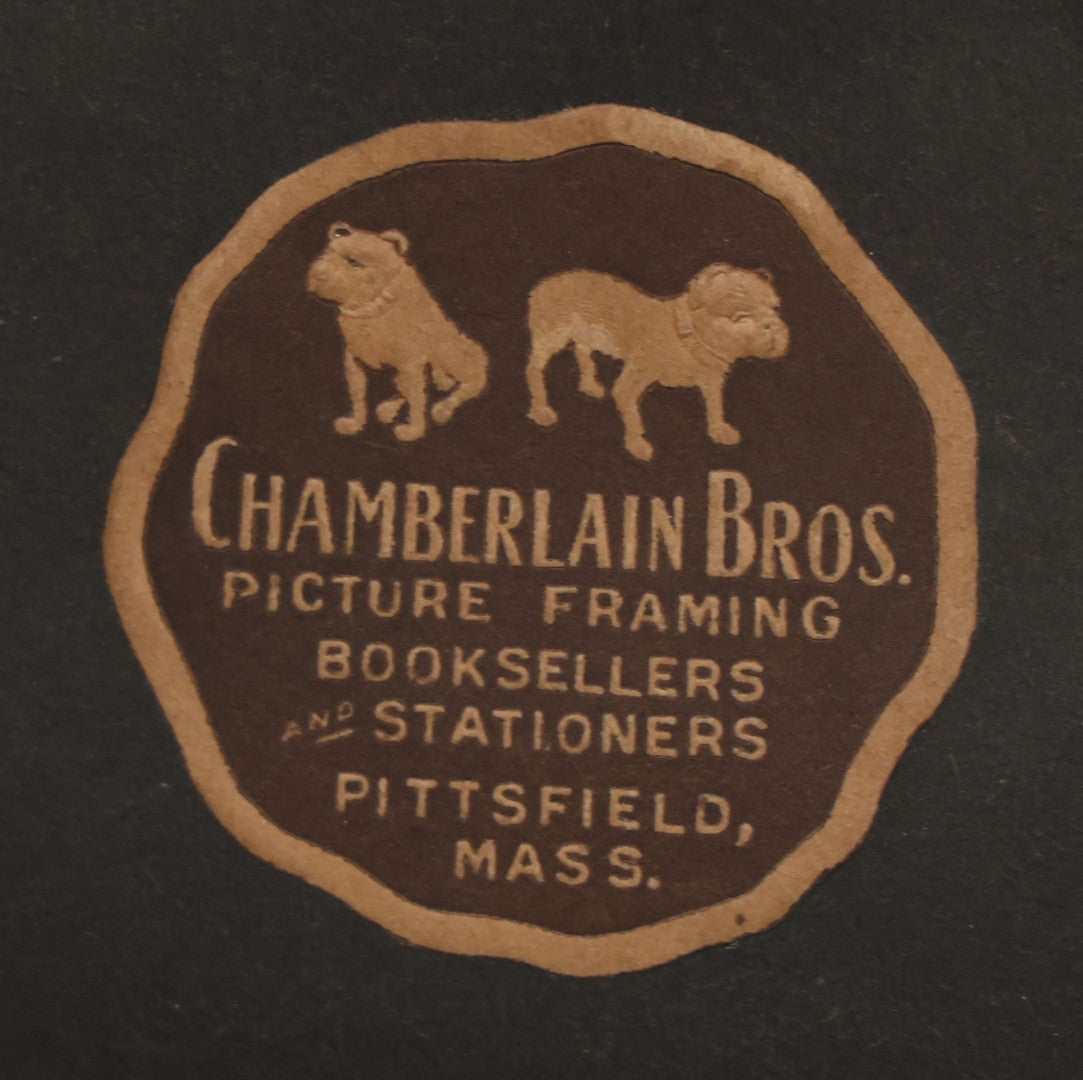 CHAMBERLAIN BROS.
PICTURE FRAMING
BOOKSELLERS
AND STATIONERS
PITTSFIELD,
MASS.